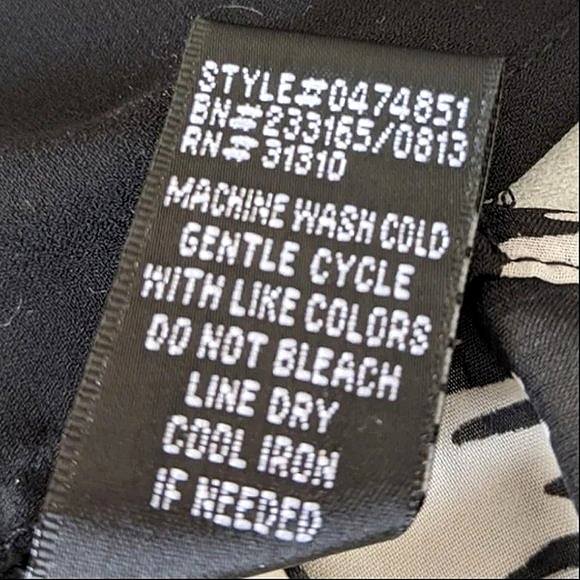 STYLE#0474851
BN#233165/0813
RN# 31310
MACHINE WASH COLD
GENTLE CYCLE
WITH LIKE COLORS
DO NOT BLEACH
LINE DRY
COOL IRON
IF NEEDED